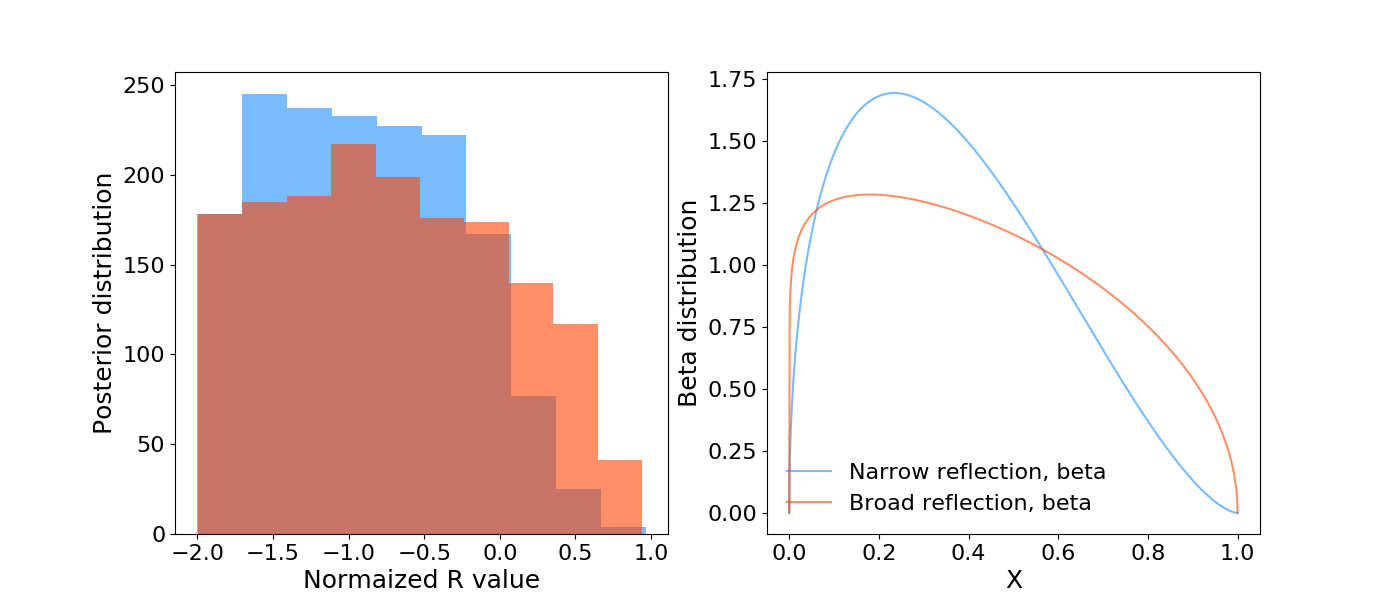 250
200
150
100
50
0
Posterior distribution
−2.0 −1.5 −1.0 −0.5 0.0 0.5 1.0
Normaized R value
1.75
1.50
1.25
1.00
0.75
0.50
0.25
0.00
Beta distribution
Narrow reflection, beta
Broad reflection, beta
0.0 0.2 0.4 0.6 0.8 1.0
X